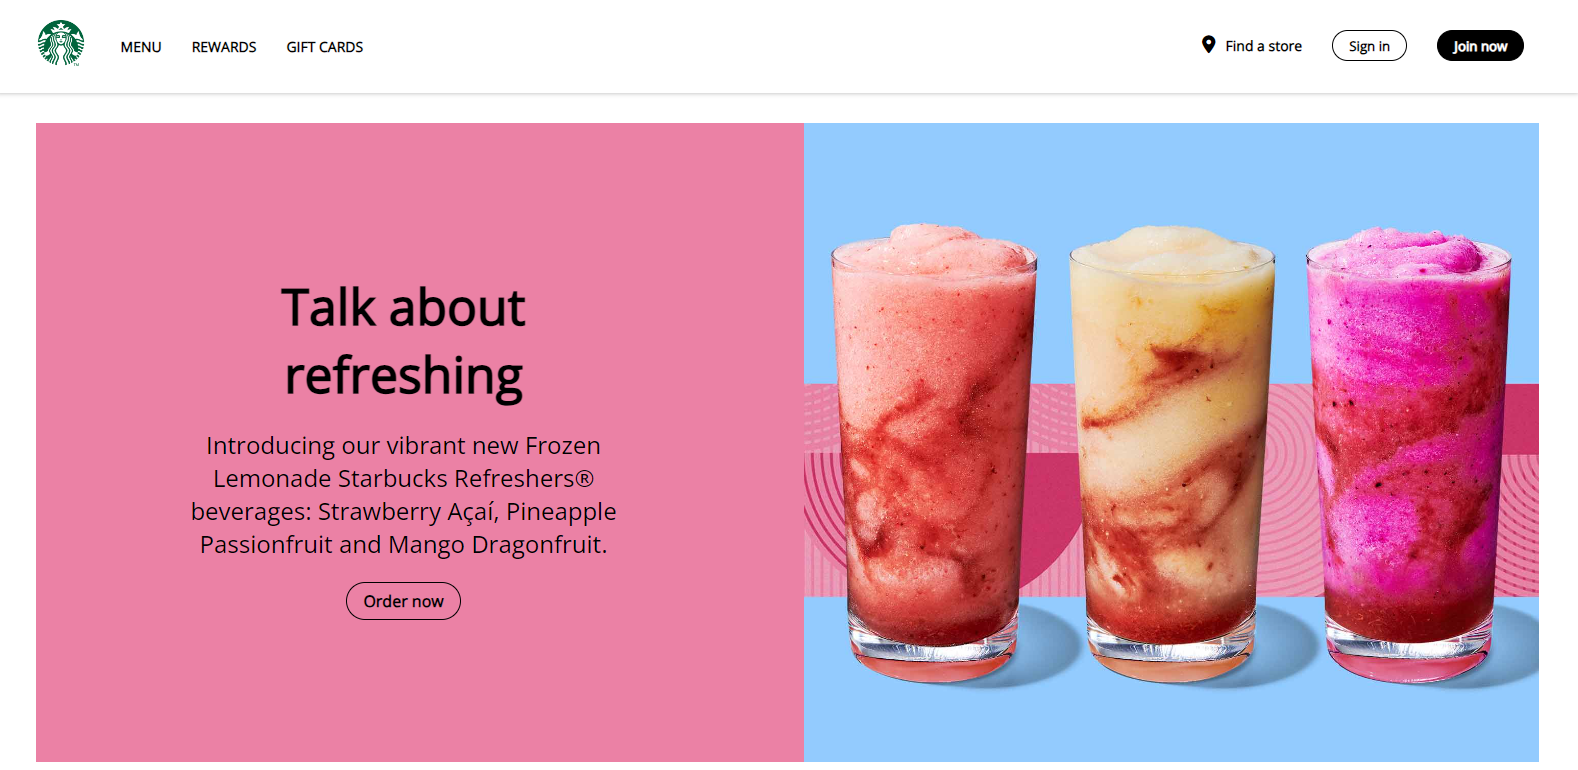 MENU
REWARDS
GIFT CARDS
Find a store
Sign in
Join now
Talk about
refreshing
Introducing our vibrant new Frozen
Lemonade Starbucks Refreshers®
beverages: Strawberry Açaí, Pineapple
Passionfruit and Mango Dragonfruit.
Order now